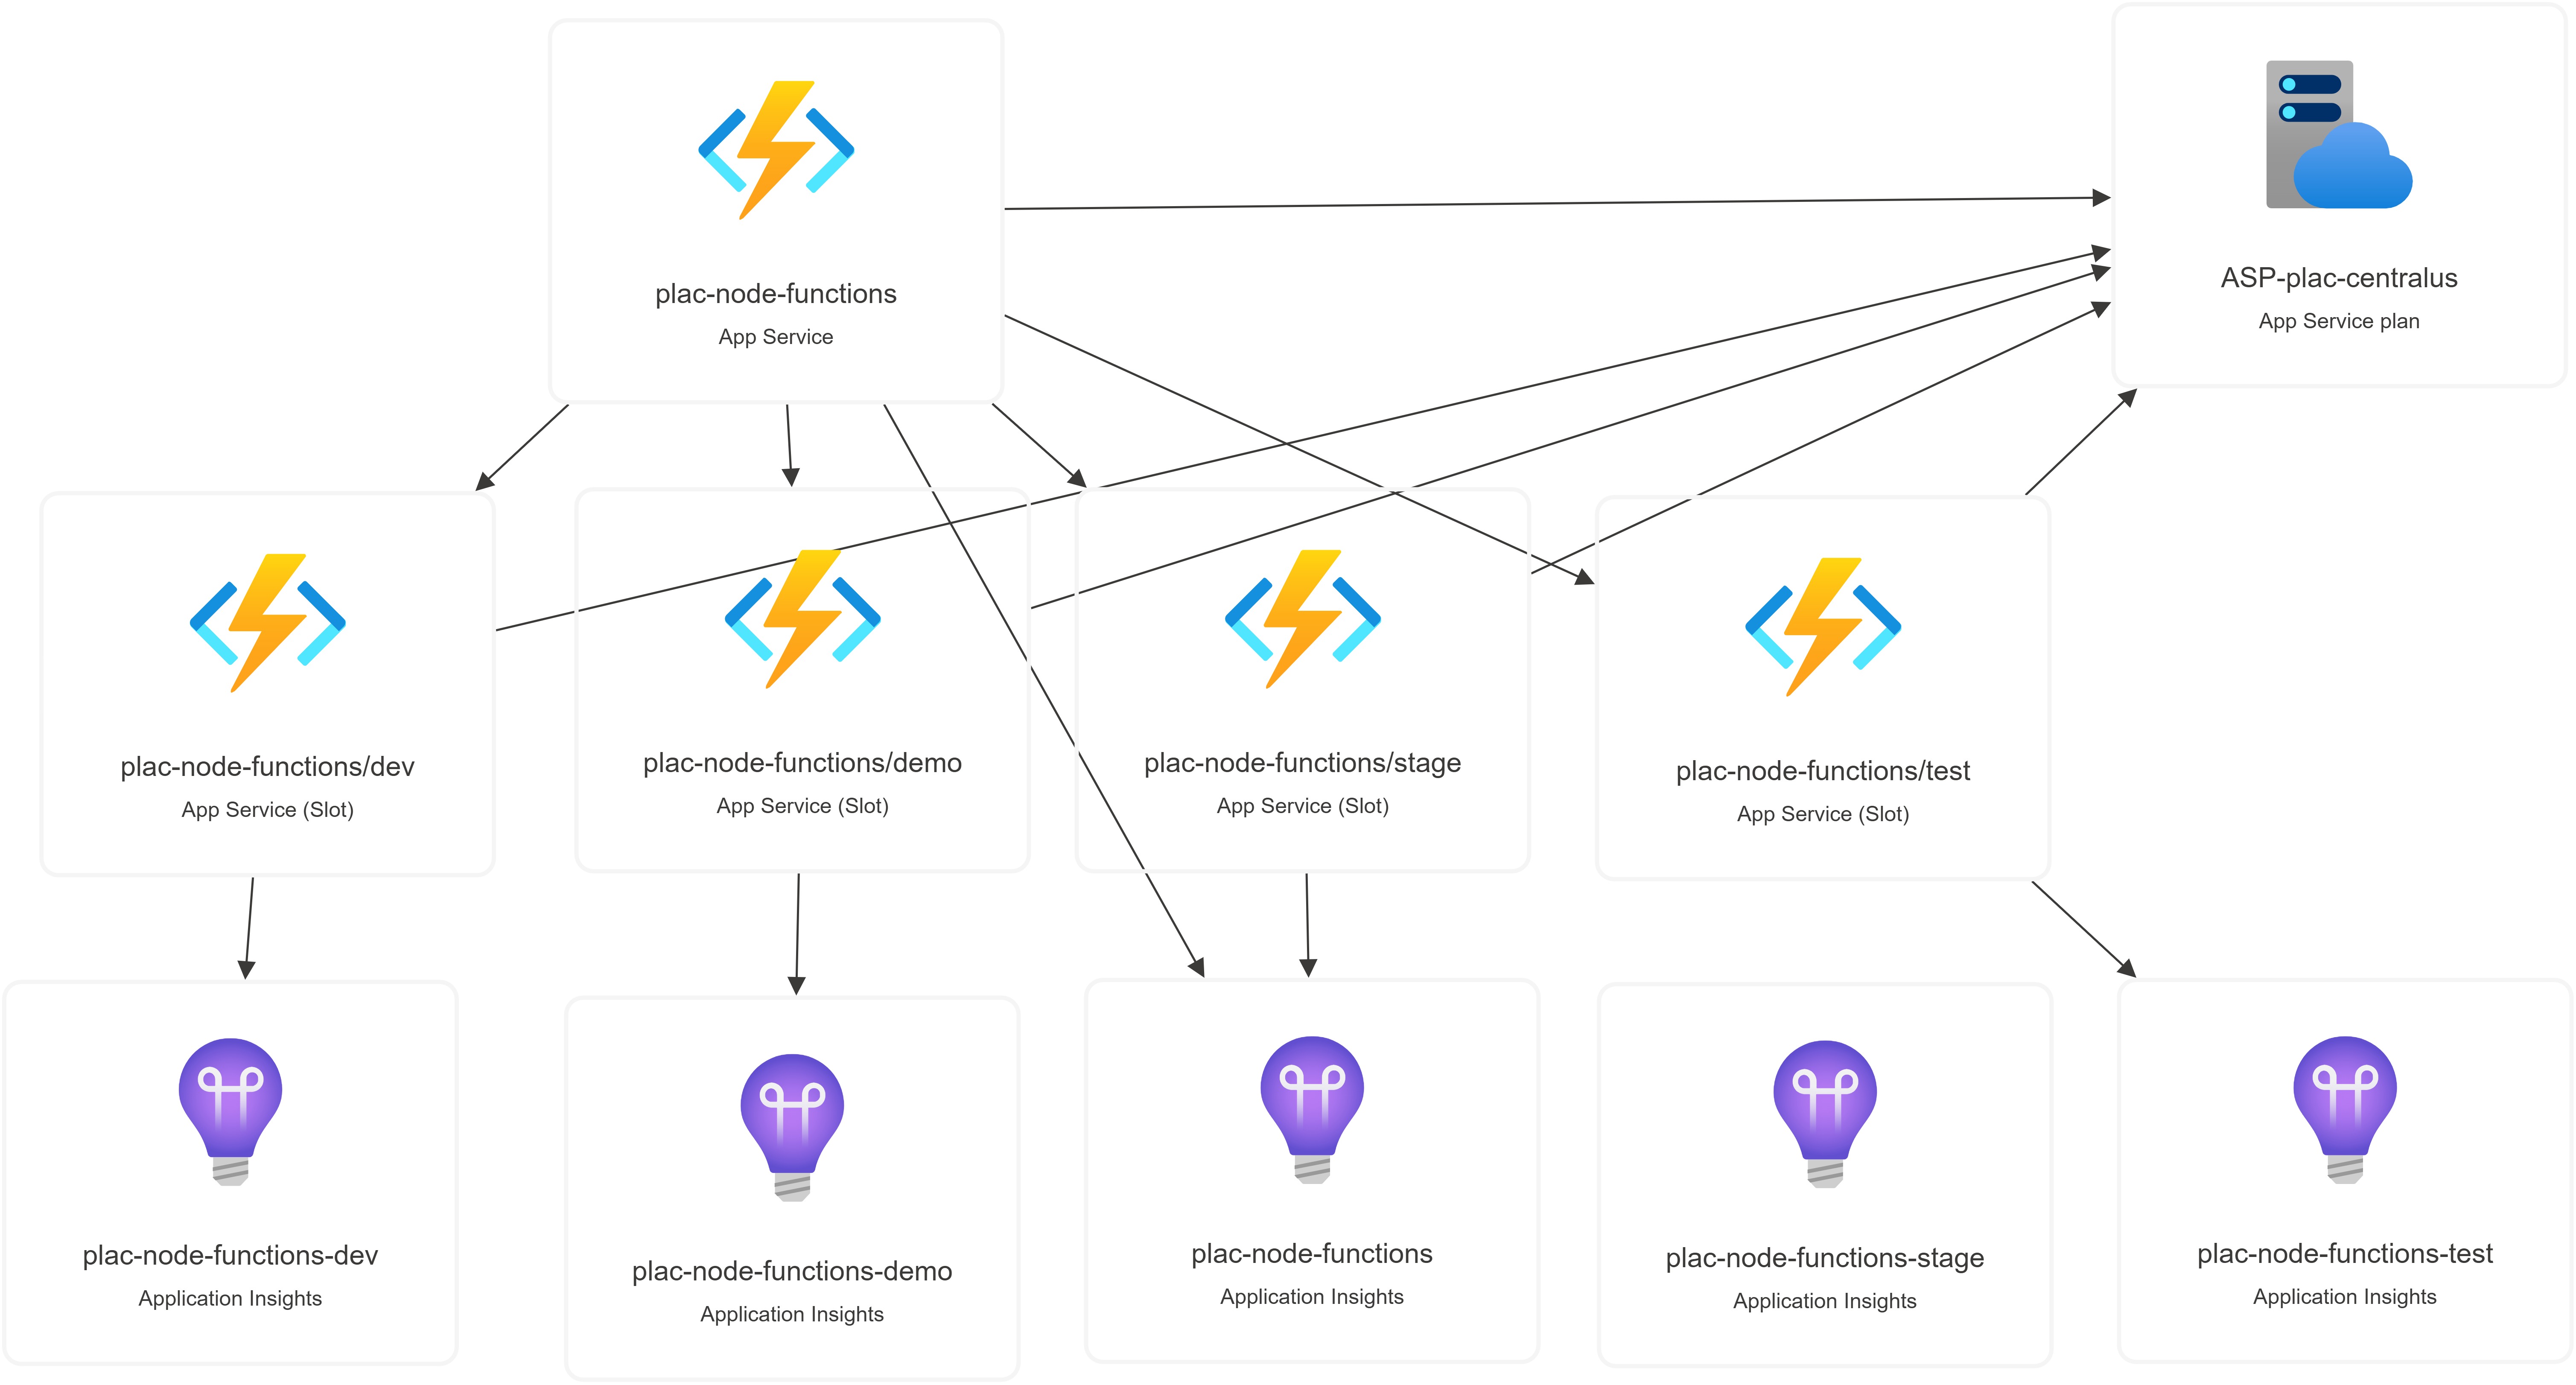 plac-node-functions
App Service
ASP-plac-centralus
App Service plan
plac-node-functions/dev
App Service (Slot)
plac-node-functions/demo
App Service (Slot)
plac-node-functions/stage
App Service (Slot)
plac-node-functions/test
App Service (Slot)
plac-node-functions-dev
Application Insights
plac-node-functions-demo
Application Insights
plac-node-functions
Application Insights
plac-node-functions-stage
Application Insights
plac-node-functions-test
Application Insights